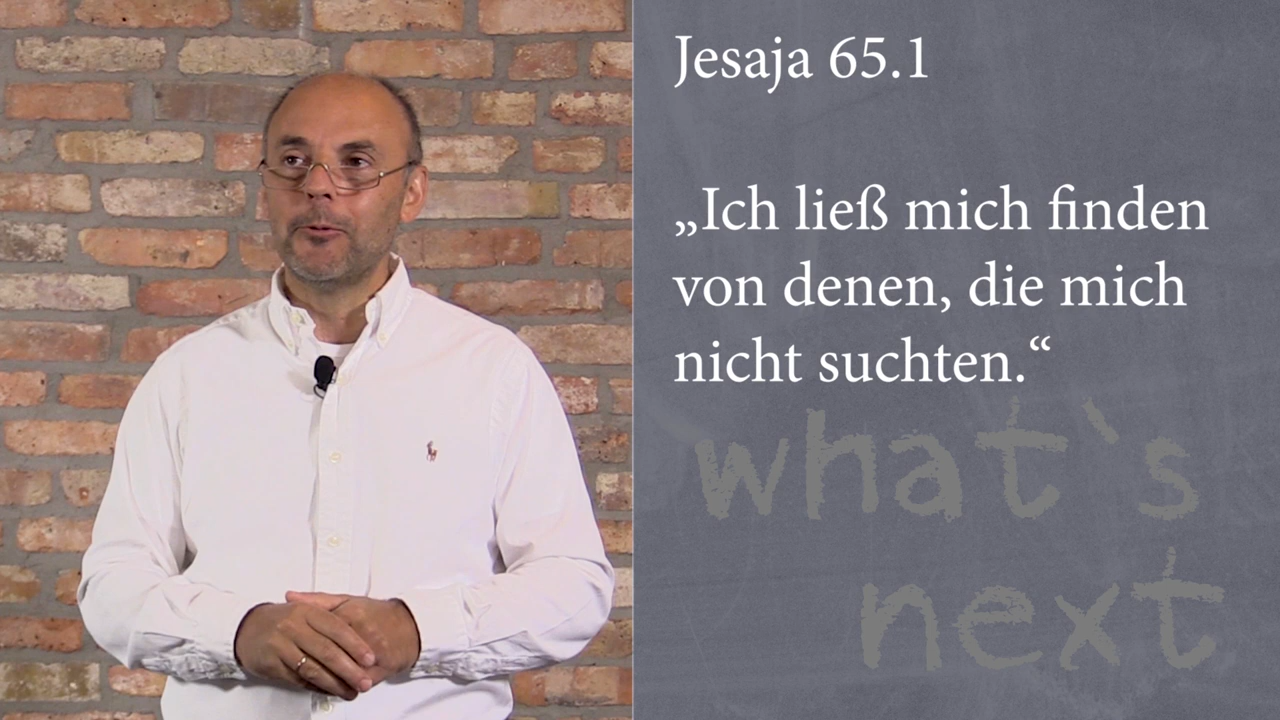 Jesaja 65.1
„Ich ließ mich finden
von denen, die mich
nicht suchten.“
what`s
next